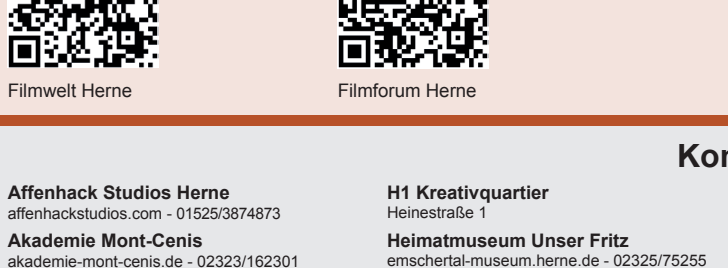 Filmwelt Herne
Filmforum Herne
Affenhack Studios Herne
affenhackstudios.com - 01525/3874873
Akademie Mont-Cenis
akademie-mont-cenis.de - 02323/162301
H1 Kreativquartier
Heinestraße 1
Heimatmuseum Unser Fritz
emschertal-museum.herne.de - 02325/75255